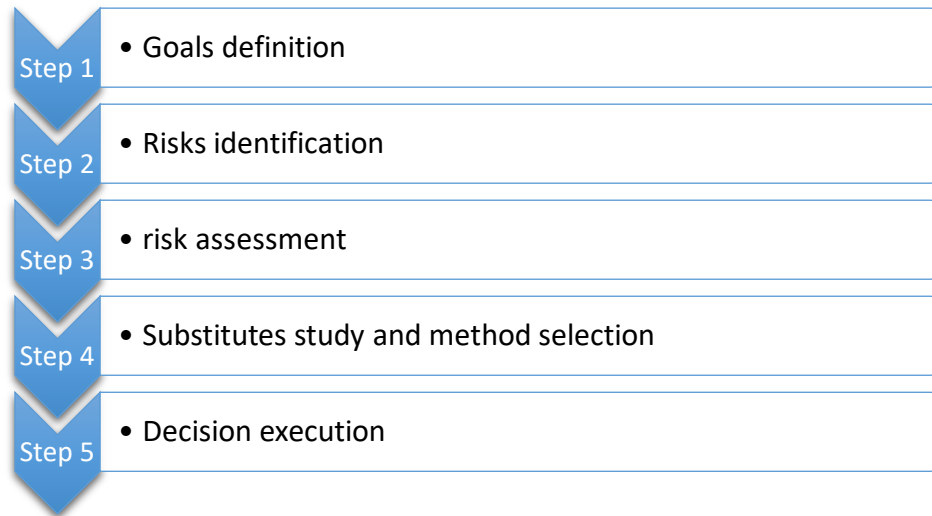 Step 1
• Goals definition
Step 2
• Risks identification
Step 3
• risk assessment
Step 4
• Substitutes study and method selection
Step 5
• Decision execution